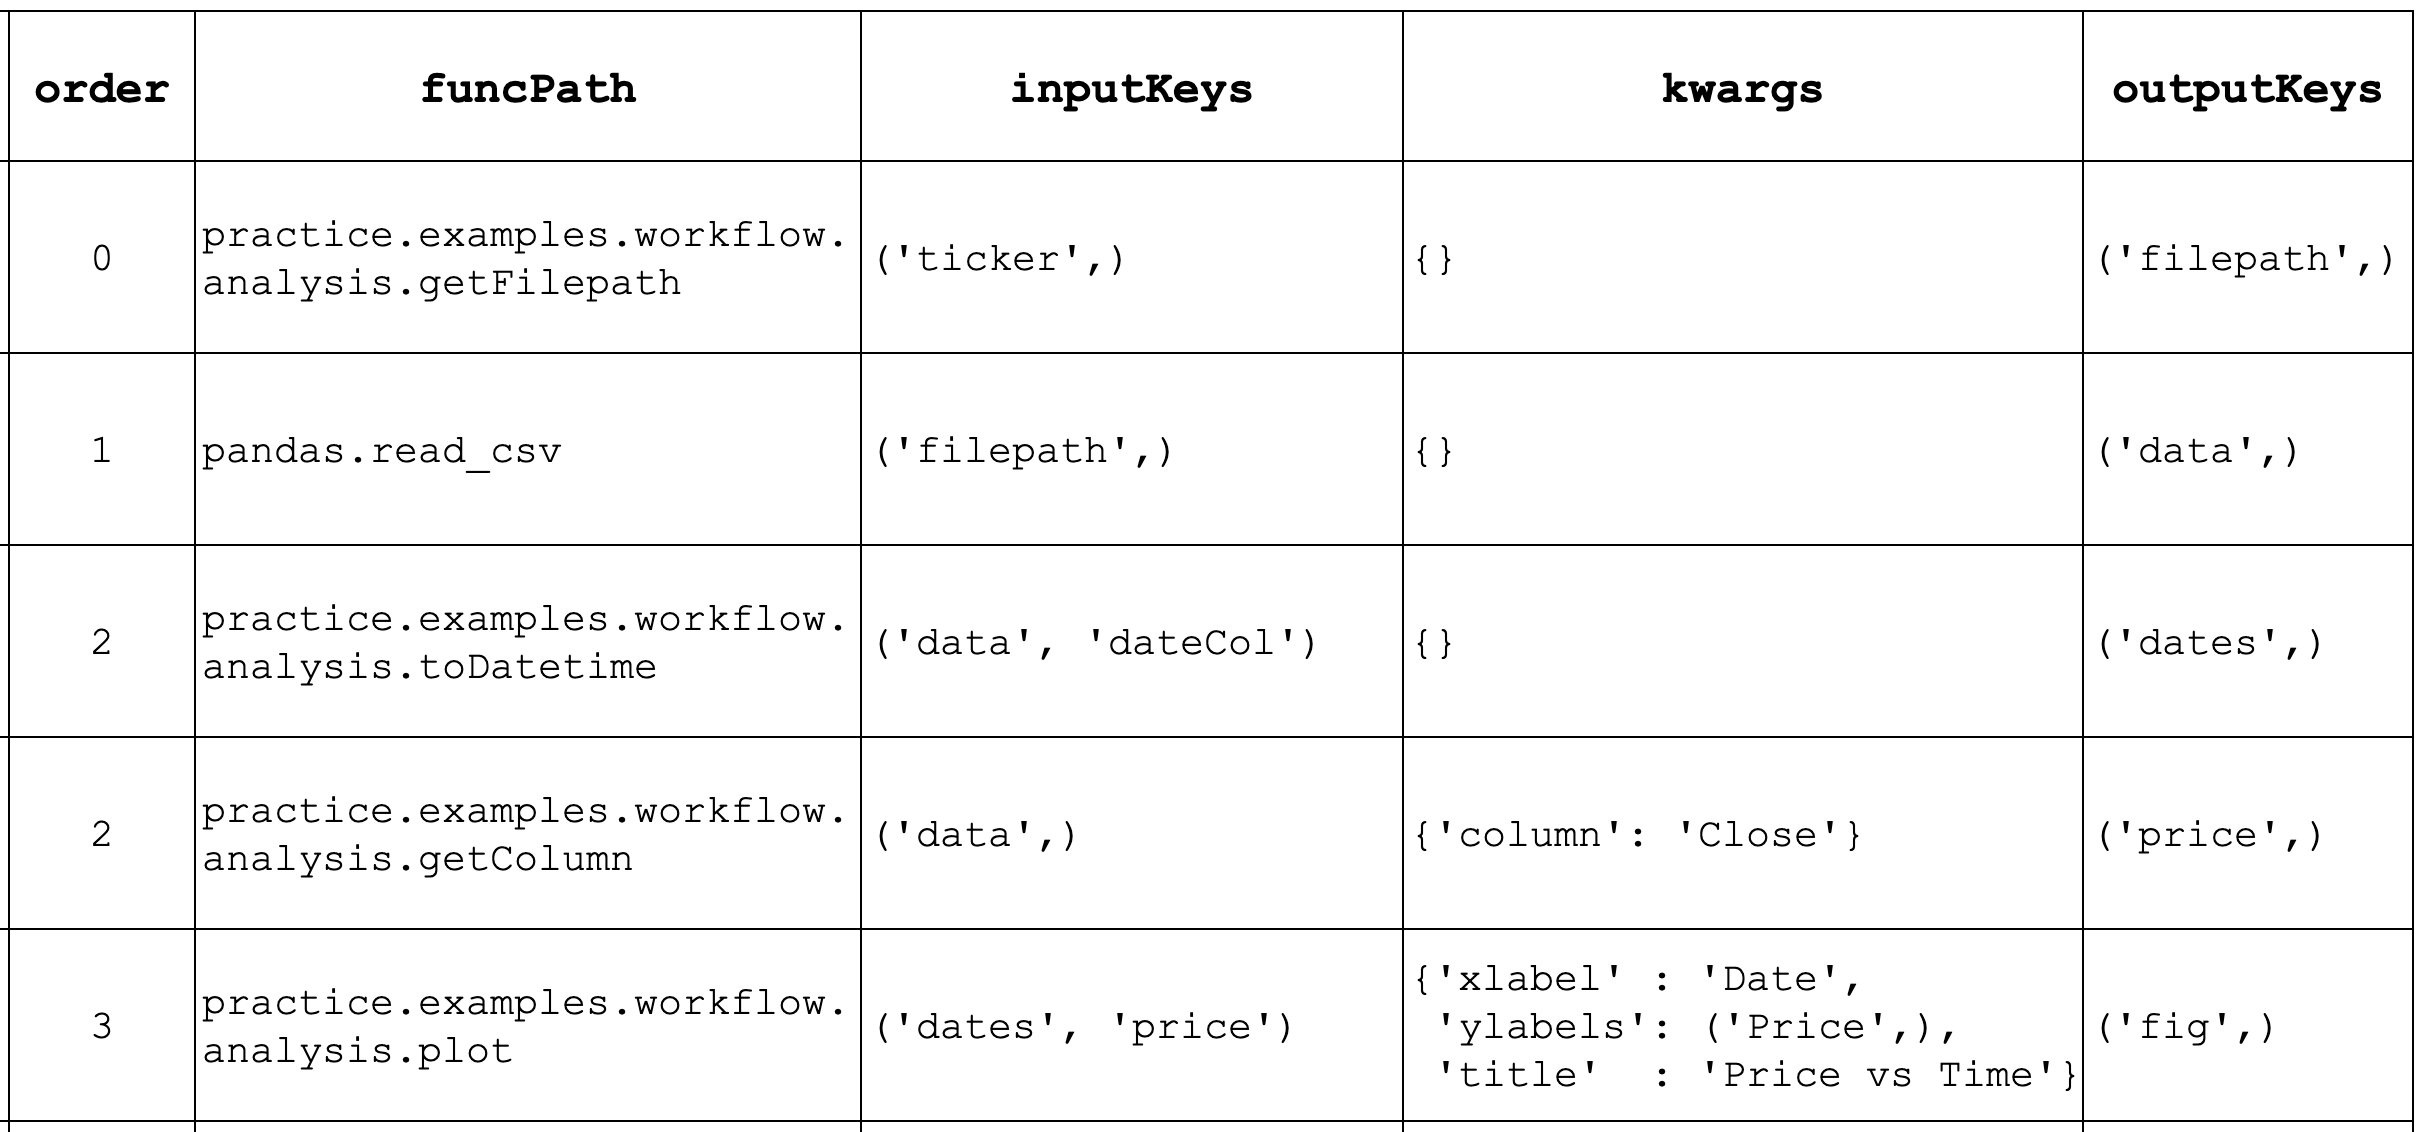 order funcPath inputKeys kwargs outputKeys
0 practice.examples.workflow. ('ticker',) {} ('filepath',)
analysis.getFilepath
1 pandas.read_csv ('filepath',) {} ('data',)
2 practice.examples.workflow. ('data', 'dateCol') {} ('dates',)
analysis.toDatetime
2 practice.examples.workflow. ('data',) {'column': 'Close'} ('price',)
analysis.getColumn
3 practice.examples.workflow. ('dates', 'price') {'xlabel' : 'Date', ('fig',)
analysis.plot 'ylabels': ('Price',),
'title'  : 'Price vs Time'}